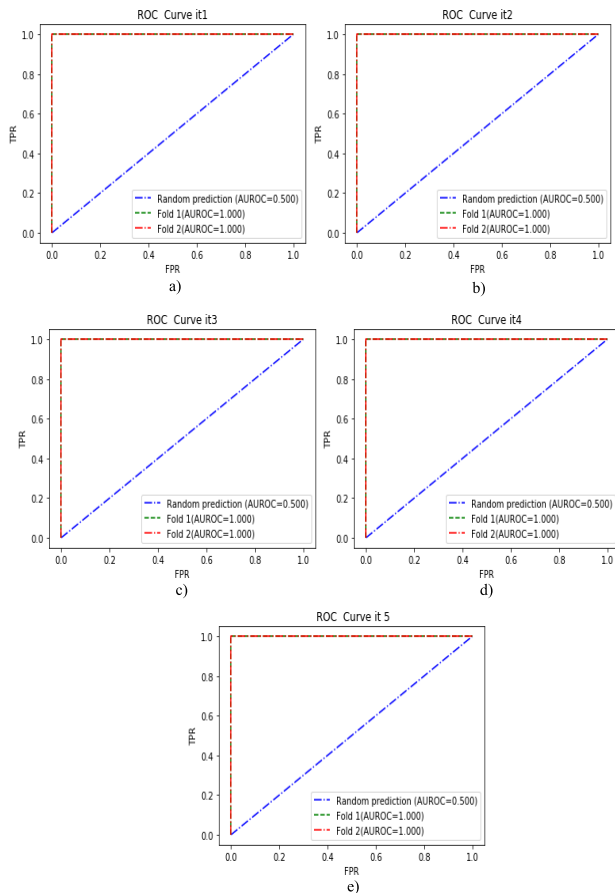 ROC Curve it1
1.0
0.8
0.6
0.4
0.2
0.0
TPR
Random prediction (AUROC=0.500)
Fold 1(AUROC=1.000)
Fold 2(AUROC=1.000)
0.0 0.2 0.4 0.6 0.8 1.0
FPR
a)
ROC Curve it2
1.0
0.8
0.6
0.4
0.2
0.0
TPR
Random prediction (AUROC=0.500)
Fold 1(AUROC=1.000)
Fold 2(AUROC=1.000)
0.0 0.2 0.4 0.6 0.8 1.0
FPR
b)
ROC Curve it3
1.0
0.8
0.6
0.4
0.2
0.0
TPR
Random prediction (AUROC=0.500)
Fold 1(AUROC=1.000)
Fold 2(AUROC=1.000)
0.0 0.2 0.4 0.6 0.8 1.0
FPR
c)
ROC Curve it4
1.0
0.8
0.6
0.4
0.2
0.0
TPR
Random prediction (AUROC=0.500)
Fold 1(AUROC=1.000)
Fold 2(AUROC=1.000)
0.0 0.2 0.4 0.6 0.8 1.0
FPR
d)
ROC Curve it 5
1.0
0.8
0.6
0.4
0.2
0.0
TPR
Random prediction (AUROC=0.500)
Fold 1(AUROC=1.000)
Fold 2(AUROC=1.000)
0.0 0.2 0.4 0.6 0.8 1.0
FPR
e)